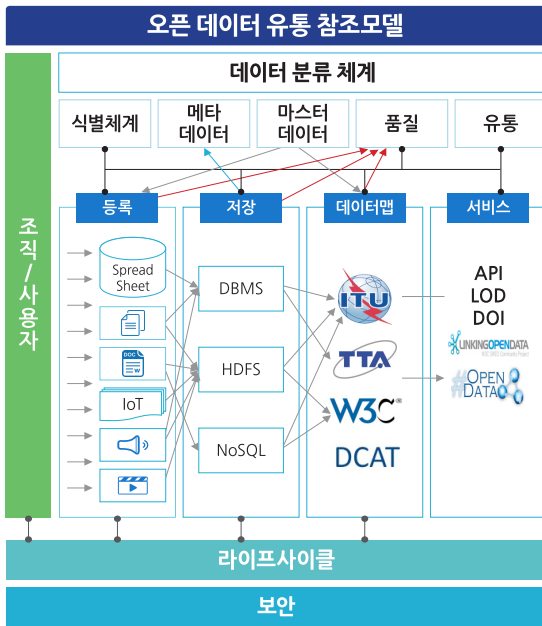 오픈 데이터 유통 참조모델
조직/사용자
데이터 분류 체계
식별체계
메타
데이터
마스터
데이터
품질
유통
등록
저장
데이터맵
서비스
Spread
Sheet
DOC
W
IoT
DBMS
HDFS
NoSQL
ITU
TTA
W3C®
DCAT
API
LOD
DOI
LINKINGOPENDATA
#OPEN
DATA
라이프사이클
보안